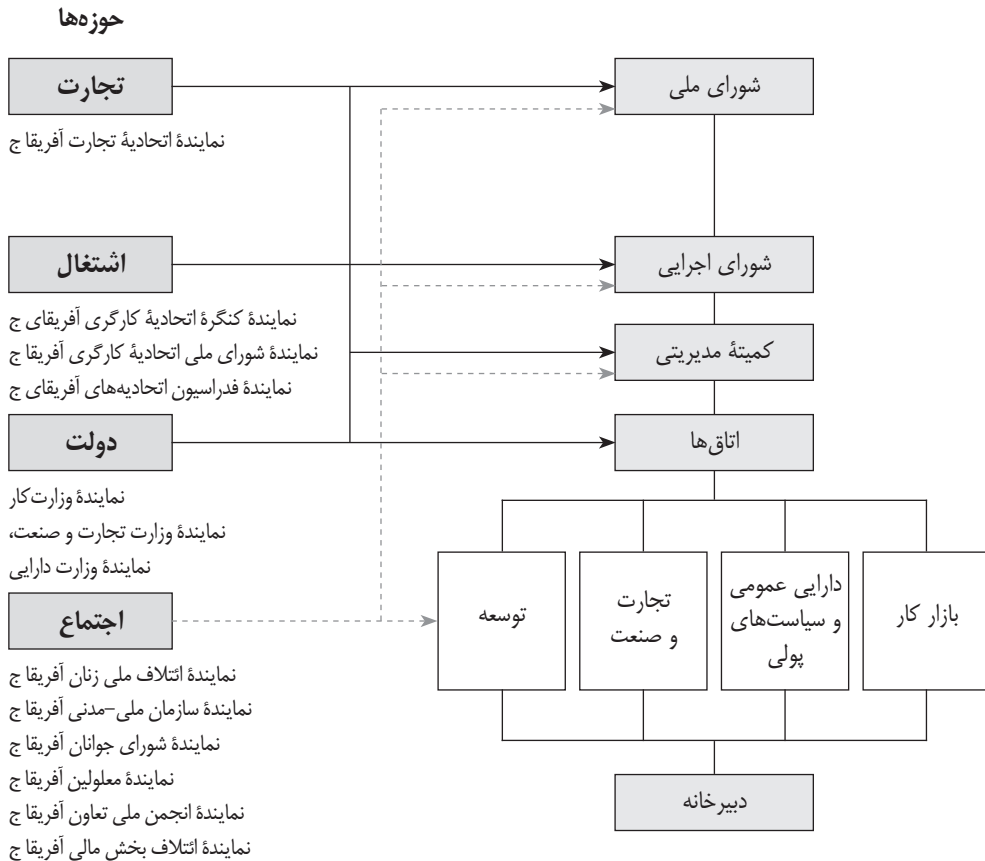 حوزه‌ها
تجارت
نمایندهٔ اتحادیهٔ تجارت آفریقا ج
اشتغال
نمایندهٔ کنگرهٔ اتحادیهٔ کارگری آفریقای ج
نمایندهٔ شورای ملی اتحادیهٔ کارگری آفریقا ج
نمایندهٔ فدراسیون اتحادیه‌های آفریقای ج
دولت
نمایندهٔ وزارت‌کار
نمایندهٔ وزارت تجارت و صنعت،
نمایندهٔ وزارت دارایی
اجتماع
نمایندهٔ ائتلاف ملی زنان آفریقا ج
نمایندهٔ سازمان ملی–مدنی آفریقا ج
نمایندهٔ شورای جوانان آفریقا ج
نمایندهٔ معلولین آفریقا ج
نمایندهٔ انجمن ملی تعاون آفریقا ج
نمایندهٔ ائتلاف بخش مالی آفریقا ج
شورای ملی
شورای اجرایی
کمیتهٔ مدیریتی
اتاق‌ها
بازار کار
دارایی عمومی
و سیاست‌های
پولی
تجارت
و صنعت
توسعه
دبیرخانه